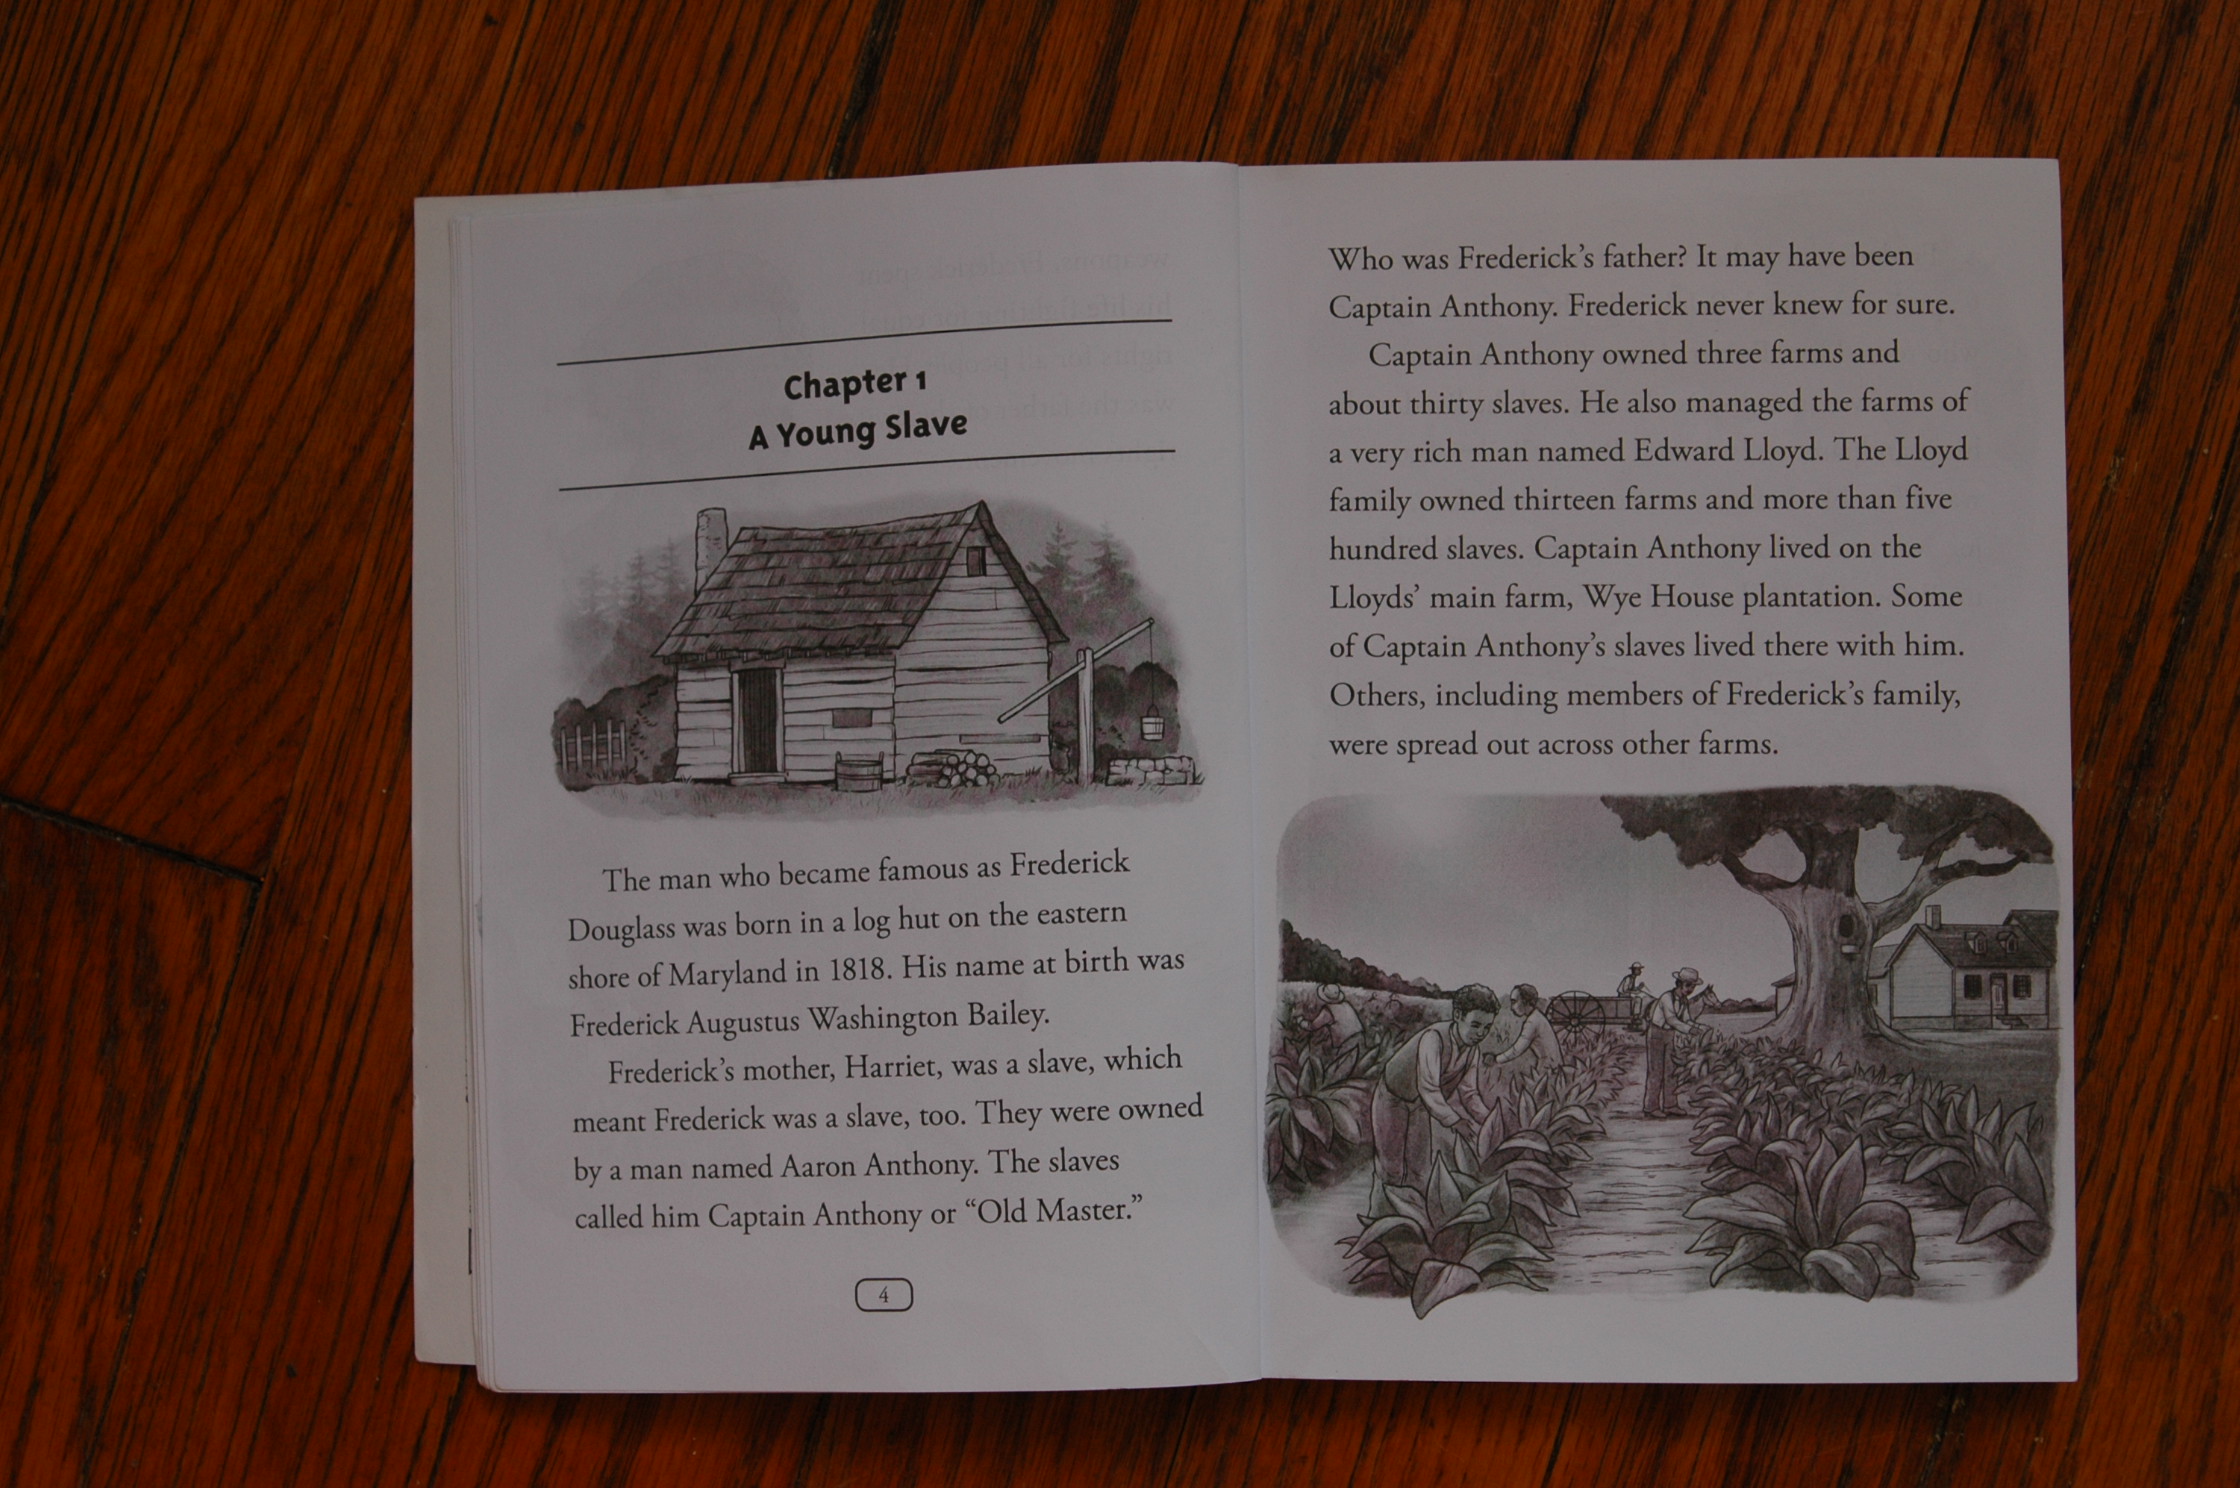 Chapter 1
A Young Slave
The man who became famous as Frederick
Douglass was born in a log hut on the eastern
shore of Maryland in 1818. His name at birth was
Frederick Augustus Washington Bailey.
Frederick’s mother, Harriet, was a slave, which
meant Frederick was a slave, too. They were owned
by a man named Aaron Anthony. The slaves
called him Captain Anthony or “Old Master.”
4
Who was Frederick’s father? It may have been
Captain Anthony. Frederick never knew for sure.
Captain Anthony owned three farms and
about thirty slaves. He also managed the farms of
a very rich man named Edward Lloyd. The Lloyd
family owned thirteen farms and more than five
hundred slaves. Captain Anthony lived on the
Lloyds’ main farm, Wye House plantation. Some
of Captain Anthony’s slaves lived there with him.
Others, including members of Frederick’s family,
were spread out across other farms.